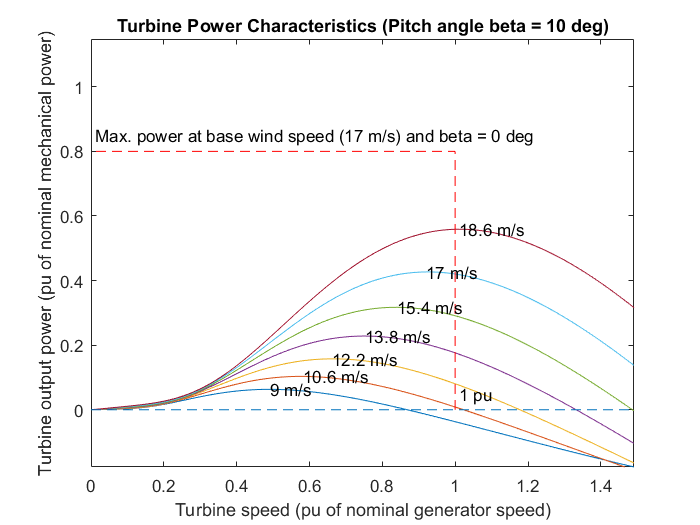 Turbine Power Characteristics (Pitch angle beta = 10 deg)
Turbine output power (pu of nominal mechanical power)
1
Max. power at base wind speed (17 m/s) and beta = 0 deg
0.8
0.6
18.6 m/s
17 m/s
0.4
15.4 m/s
13.8 m/s
0.2
12.2 m/s
10.6 m/s
9 m/s
1 pu
0
0 0.2 0.4 0.6 0.8 1 1.2 1.4
Turbine speed (pu of nominal generator speed)